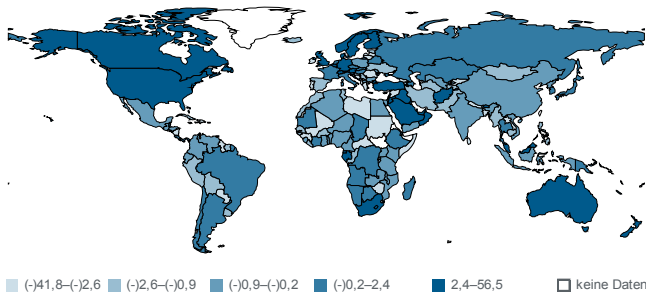 (-)41,8–(-)2,6 (-)2,6–(-)0,9 (-)0,9–(-)0,2 (-)0,2–2,4 2,4–56,5 keine Daten